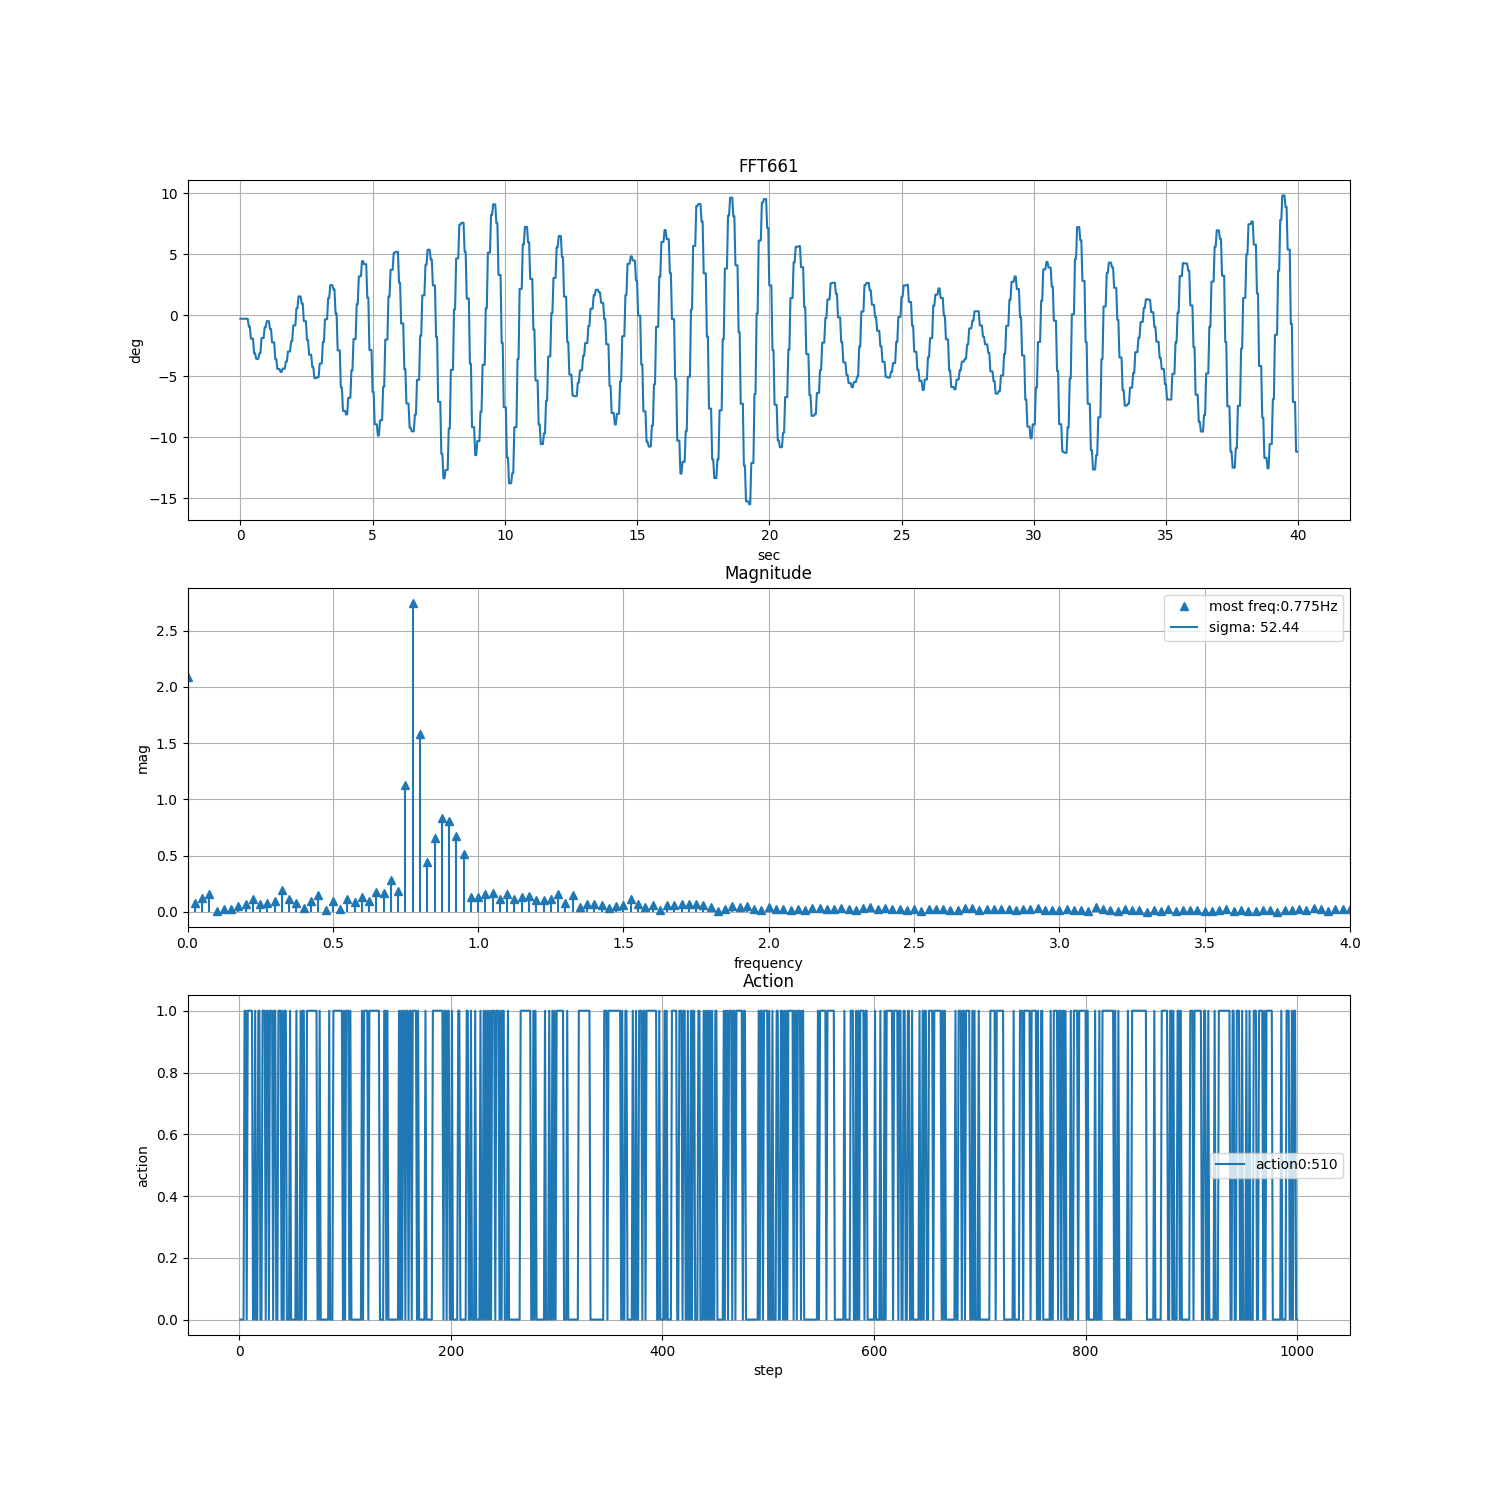 FFT661
10
5
0
−5
−10
−15
deg
0 5 10 15 20 25 30 35 40
sec
Magnitude
most freq:0.775Hz
sigma: 52.44
2.5
2.0
1.5
1.0
0.5
0.0
mag
0.0 0.5 1.0 1.5 2.0 2.5 3.0 3.5 4.0
frequency
Action
1.0
0.8
0.6
0.4
0.2
0.0
action
action0:510
0 200 400 600 800 1000
step